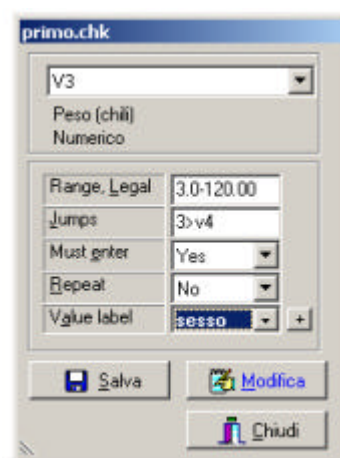 primo.chk
V3
Peso (chili)
Numerico
Range, Legal 3.0-120.00
Jumps 3>v4
Must enter Yes
Repeat No
Value label sesso +
Salva Modifica
Chiudi